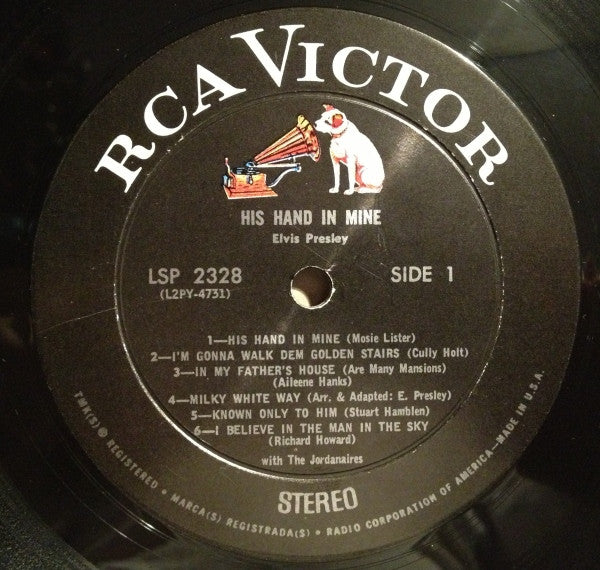 RCA VICTOR
HIS HAND IN MINE
Elvis Presley
LSP 2328
(L2PY-4731)
SIDE 1
1—HIS HAND IN MINE (Mosie Lister)
2—I'M GONNA WALK DEM GOLDEN STAIRS (Cully Holt)
3—IN MY FATHER'S HOUSE (Are Many Mansions)
(Aileene Hanks)
4—MILKY WHITE WAY (Arr. & Adapted: E. Presley)
5—KNOWN ONLY TO HIM (Stuart Hamblen)
6—I BELIEVE IN THE MAN IN THE SKY
(Richard Howard)
with The Jordanaires
STEREO
TMK(S) ® REGISTERED • MARCA(S) REGISTRADA(S) • RADIO CORPORATION OF AMERICA—MADE IN U.S.A.